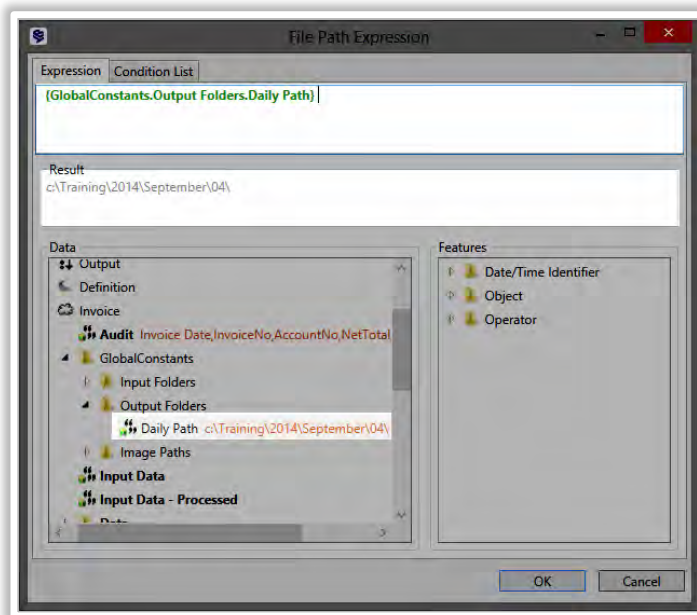 File Path Expression
Expression Condition List
{GlobalConstants.Output Folders.Daily Path}
Result
c:\Training\2014\September\04\
Data
Output
Definition
Invoice
Audit Invoice Date,InvoiceNo,AccountNo,NetTotal
GlobalConstants
Input Folders
Output Folders
Daily Path c:\Training\2014\September\04\
Image Paths
Input Data
Input Data - Processed
Data
Features
Date/Time Identifier
Object
Operator
OK Cancel